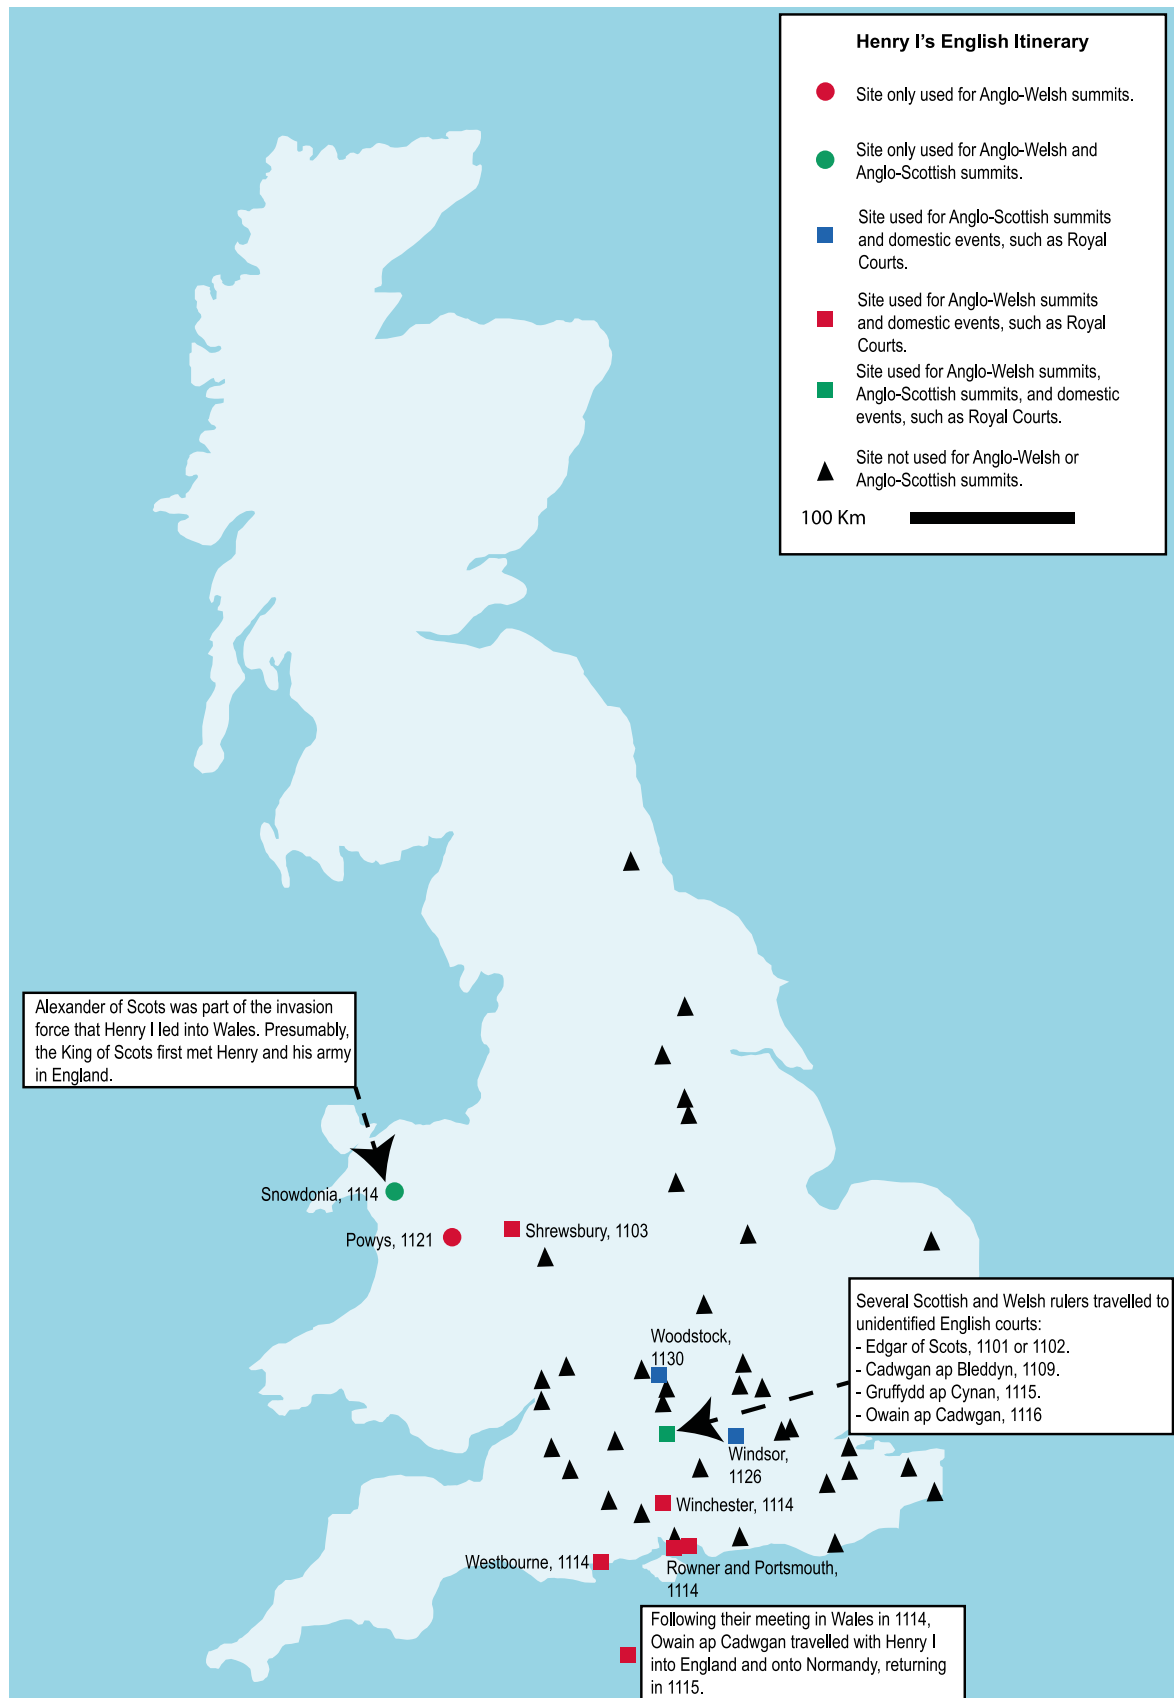 Henry I's English Itinerary
Site only used for Anglo-Welsh summits.
Site only used for Anglo-Welsh and
Anglo-Scottish summits.
Site used for Anglo-Scottish summits
and domestic events, such as Royal
Courts.
Site used for Anglo-Welsh summits
and domestic events, such as Royal
Courts.
Site used for Anglo-Welsh summits,
Anglo-Scottish summits, and domestic
events, such as Royal Courts.
Site not used for Anglo-Welsh or
Anglo-Scottish summits.
100 Km
Alexander of Scots was part of the invasion
force that Henry I led into Wales. Presumably,
the King of Scots first met Henry and his army
in England.
Snowdonia, 1114
Powys, 1121
Shrewsbury, 1103
Several Scottish and Welsh rulers travelled to
unidentified English courts:
- Edgar of Scots, 1101 or 1102.
- Cadwgan ap Bleddyn, 1109.
- Gruffydd ap Cynan, 1115.
- Owain ap Cadwgan, 1116
Woodstock,
1130
Windsor,
1126
Winchester, 1114
Westbourne, 1114
Rowner and Portsmouth,
1114
Following their meeting in Wales in 1114,
Owain ap Cadwgan travelled with Henry I
into England and onto Normandy, returning
in 1115.